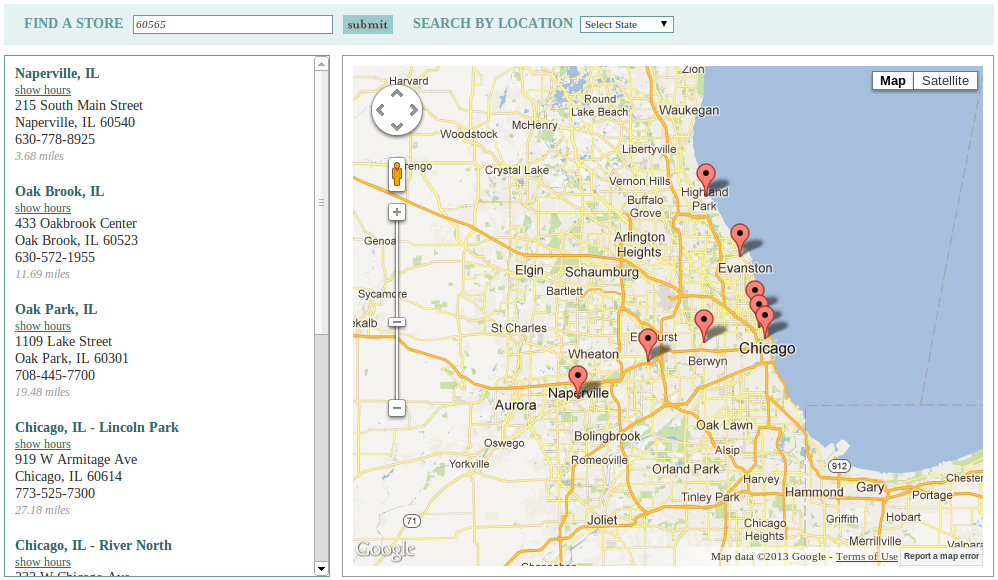 FIND A STORE 60565 submit SEARCH BY LOCATION Select State
Naperville, IL
show hours
215 South Main Street
Naperville, IL 60540
630-778-8925
3.68 miles
Oak Brook, IL
show hours
433 Oakbrook Center
Oak Brook, IL 60523
630-572-1955
11.69 miles
Oak Park, IL
show hours
1109 Lake Street
Oak Park, IL 60301
708-445-7700
19.48 miles
Chicago, IL - Lincoln Park
show hours
919 W Armitage Ave
Chicago, IL 60614
773-525-7300
27.18 miles
Chicago, IL - River North
show hours
Map Satellite
Zion
Harvard
Round
Lake Beach
Waukegan
McHenry
Woodstock
Libertyville
Crystal Lake
rengo
Vernon Hills
Highland
Park
Buffalo
Grove
Arlington
Heights
Genoa
Evanston
Elgin
Schaumburg
Bartlett
Sycamore
ekalb
St Charles
Wheaton
Berwyn
Chicago
Naperville
Aurora
Oak Lawn
Bolingbrook
Oswego
Alsip
Romeoville
Yorkville
Orland Park
912
Harvey
Gary
Hammond
Portage
Chester
Tinley Park
71
Joliet
Chicago
Heights
Griffith
Hobart
Merrillville
Valpara
Google
Map data ©2013 Google - Terms of Use Report a map error